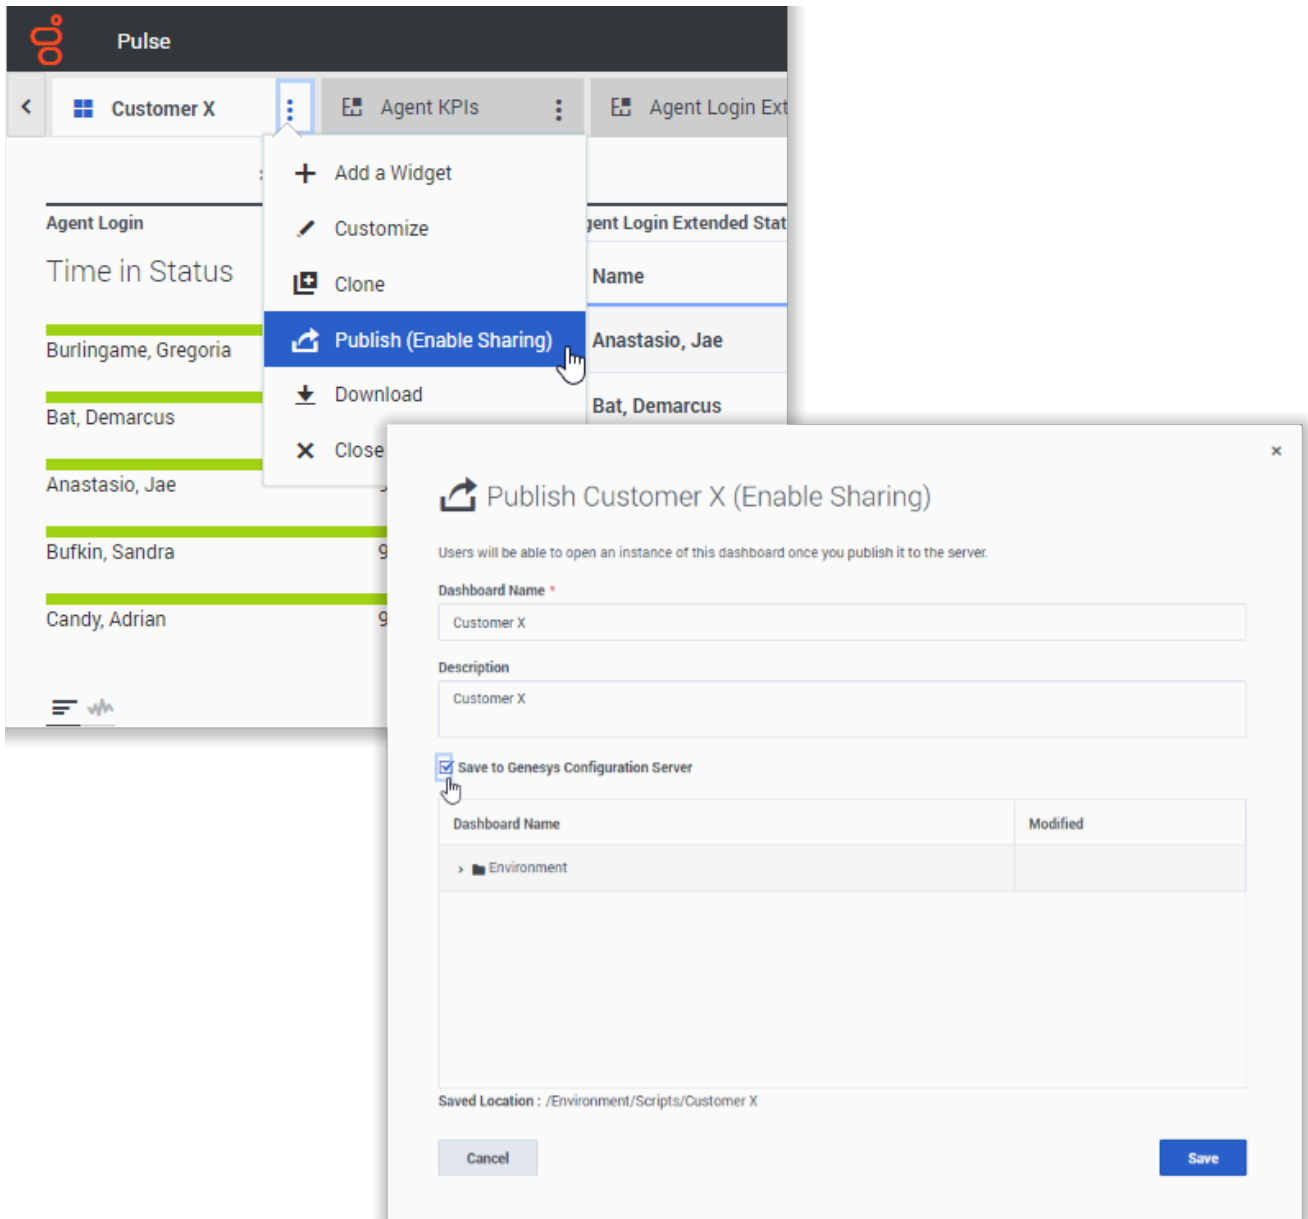 Pulse
Customer X
Agent KPIs
Agent Login Ext
Add a Widget
Customize
Clone
Publish (Enable Sharing)
Download
Close
Agent Login
Time in Status
Burlingame, Gregoria
Bat, Demarcus
Anastasio, Jae
Bufkin, Sandra
9
Candy, Adrian
9
gent Login Extended Stat
Name
Anastasio, Jae
Bat, Demarcus
Publish Customer X (Enable Sharing)
Users will be able to open an instance of this dashboard once you publish it to the server.
Dashboard Name *
Customer X
Description
Customer X
Save to Genesys Configuration Server
Dashboard Name
Modified
Environment
Saved Location : /Environment/Scripts/Customer X
Cancel
Save